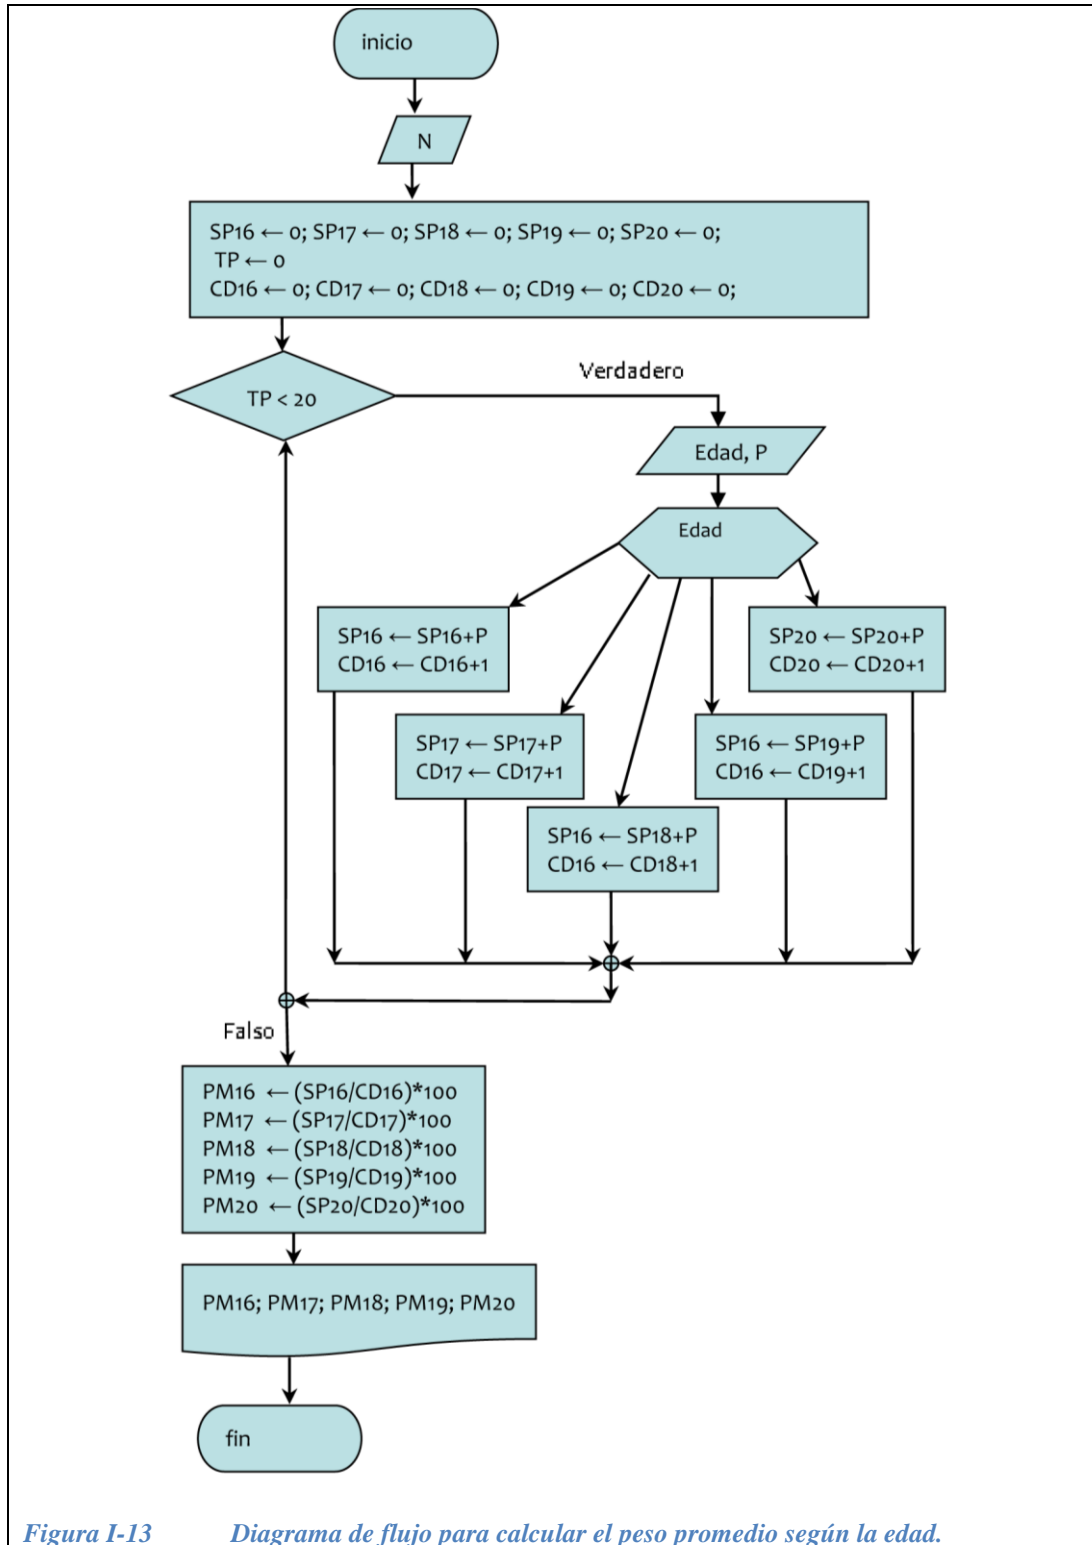 inicio
N
SP16 ← 0; SP17 ← 0; SP18 ← 0; SP19 ← 0; SP20 ← 0;
TP ← 0
CD16 ← 0; CD17 ← 0; CD18 ← 0; CD19 ← 0; CD20 ← 0;
Verdadero
TP < 20
Edad, P
Edad
SP16 ← SP16+P
CD16 ← CD16+1
SP20 ← SP20+P
CD20 ← CD20+1
SP17 ← SP17+P
CD17 ← CD17+1
SP16 ← SP19+P
CD16 ← CD19+1
SP16 ← SP18+P
CD16 ← CD18+1
Falso
PM16 ← (SP16/CD16)*100
PM17 ← (SP17/CD17)*100
PM18 ← (SP18/CD18)*100
PM19 ← (SP19/CD19)*100
PM20 ← (SP20/CD20)*100
PM16; PM17; PM18; PM19; PM20
fin
Figura I-13 Diagrama de flujo para calcular el peso promedio según la edad.